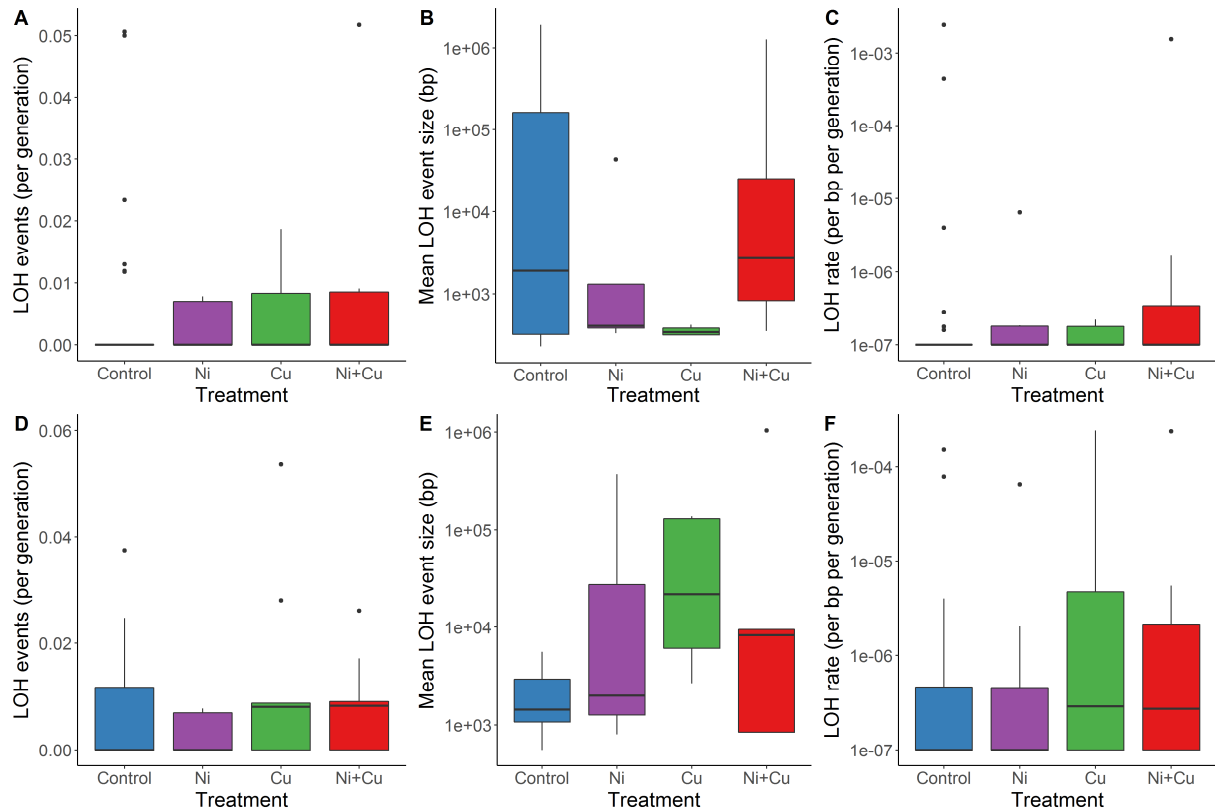 A
LOH events (per generation)
0.05
0.04
0.03
0.02
0.01
0.00
Control Ni Cu Ni+Cu
Treatment
B
Mean LOH event size (bp)
1e+06
1e+05
1e+04
1e+03
Control Ni Cu Ni+Cu
Treatment
C
LOH rate (per bp per generation)
1e-03
1e-04
1e-05
1e-06
1e-07
Control Ni Cu Ni+Cu
Treatment
D
LOH events (per generation)
0.06
0.04
0.02
0.00
Control Ni Cu Ni+Cu
Treatment
E
Mean LOH event size (bp)
1e+06
1e+05
1e+04
1e+03
Control Ni Cu Ni+Cu
Treatment
F
LOH rate (per bp per generation)
1e-04
1e-05
1e-06
1e-07
Control Ni Cu Ni+Cu
Treatment